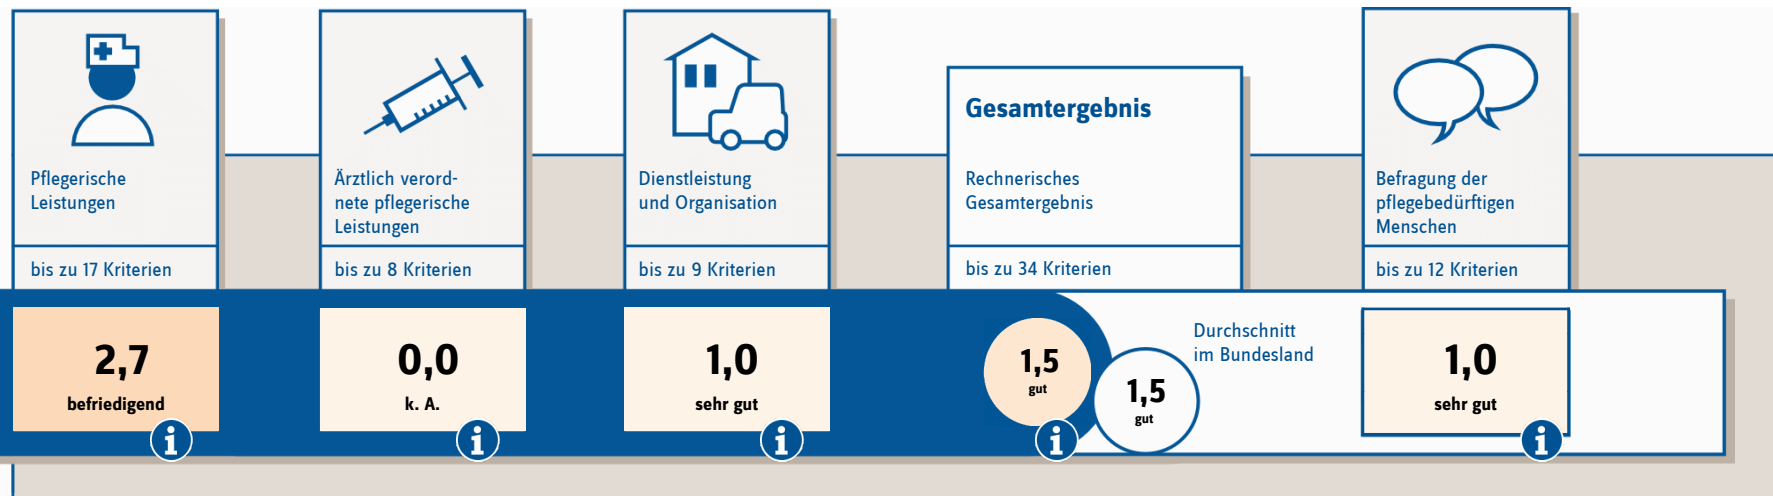 Pflegerische
Leistungen
bis zu 17 Kriterien
2,7
befriedigend
i
Ärztlich verord-
nete pflegerische
Leistungen
bis zu 8 Kriterien
0,0
k. A.
i
Dienstleistung
und Organisation
bis zu 9 Kriterien
1,0
sehr gut
i
Gesamtergebnis
Rechnerisches
Gesamtergebnis
bis zu 34 Kriterien
1,5
gut
i
Durchschnitt
im Bundesland
1,5
gut
Befragung der
pflegebedürftigen
Menschen
bis zu 12 Kriterien
1,0
sehr gut
i